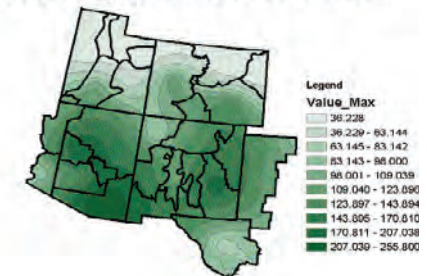 Legend
Value_Max
36.228
36.229 - 63.144
63.145 - 83.142
83.143 - 98.000
98.001 - 109.039
109.040 - 123.896
123.897 - 143.894
143.895 - 170.810
170.811 - 207.038
207.039 - 255.800